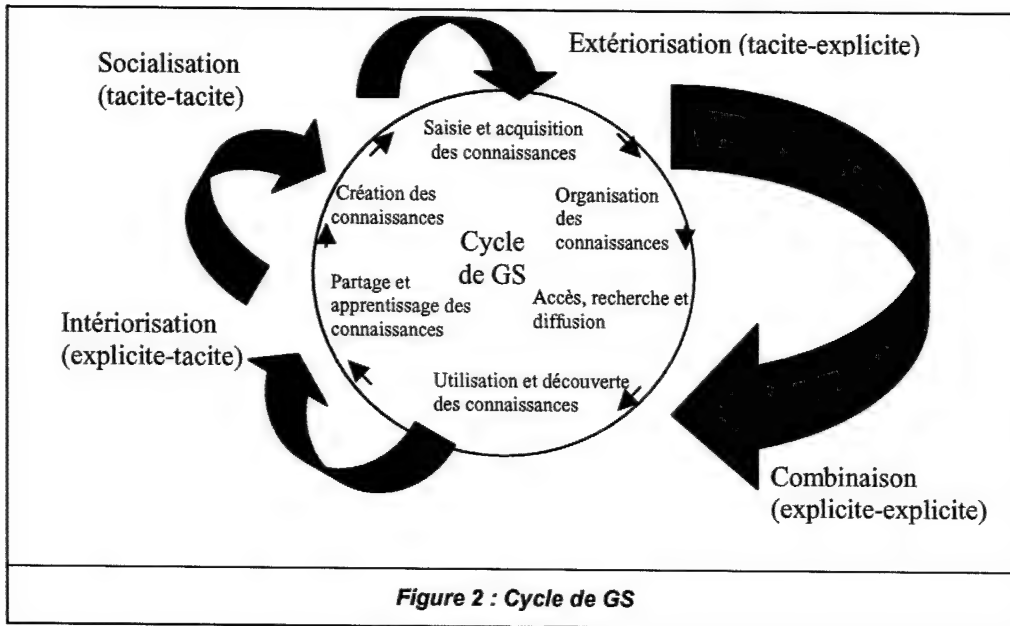 Socialisation
(tacite-tacite)
Extériorisation (tacite-explicite)
Saisie et acquisition
des connaissances
Création des
connaissances
Organisation
des
connaissances
Cycle
de GS
Partage et
apprentissage des
connaissances
Accès, recherche et
diffusion
Intériorisation
(explicite-tacite)
Utilisation et découverte
des connaissances
Combinaison
(explicite-explicite)
Figure 2 : Cycle de GS